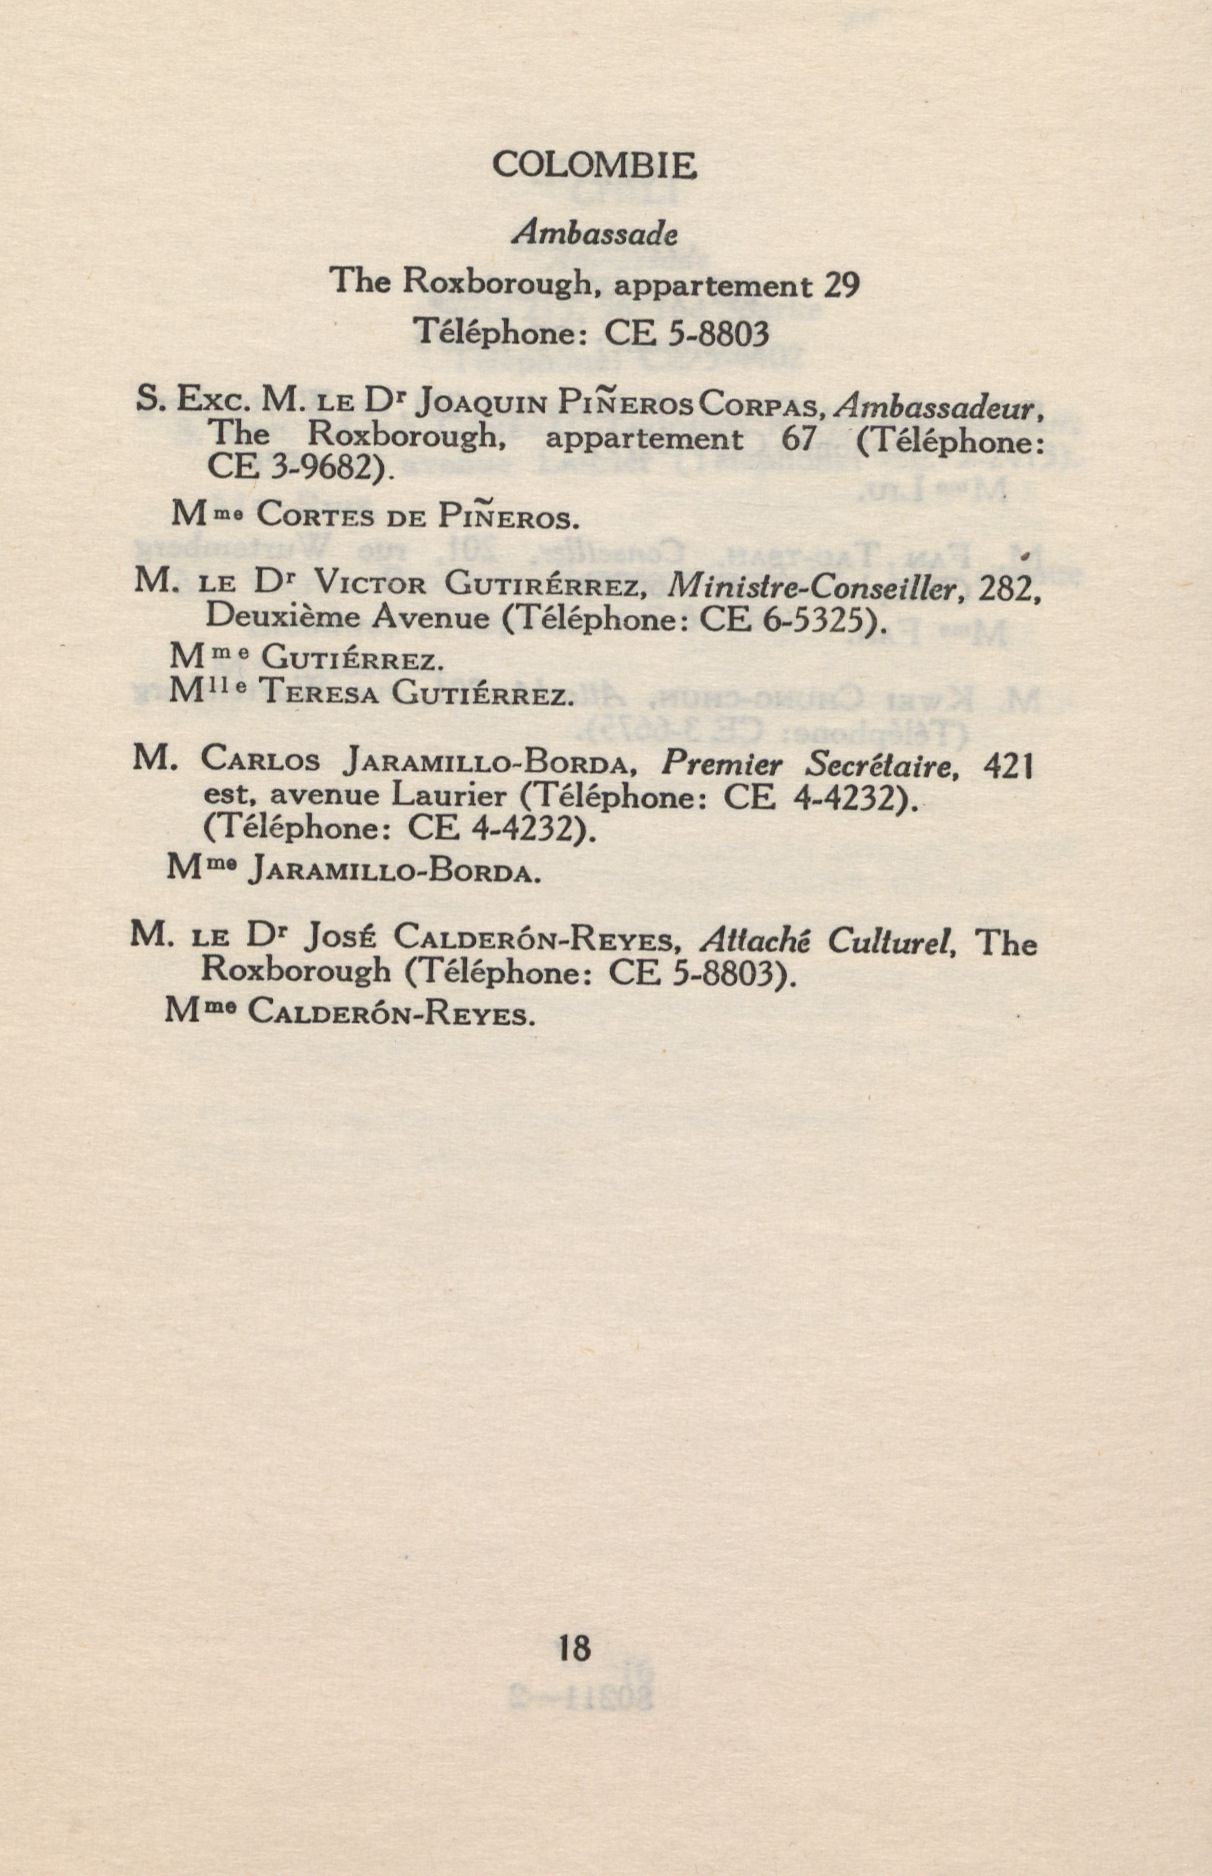 COLOMBIE
Ambassade
The Roxborough, appartement 29
Téléphone: CE 5-8803
S. Exc. M. le Dr Joaquin Piñeros Corpas, Ambassadeur,
The Roxborough, appartement 67 (Téléphone:
CE 3-9682).
Mme Cortes de Piñeros.
M. le Dr Victor Gutirérrez, Ministre-Conseiller, 282,
Deuxième Avenue (Téléphone: CE 6-5325).
Mme Gutiérrez.
Mlle Teresa Gutiérrez.
M. Carlos Jaramillo-Borda, Premier Secrétaire, 421
est, avenue Laurier (Téléphone: CE 4-4232).
(Téléphone: CE 4-4232).
Mme Jaramillo-Borda.
M. le Dr José Calderón-Reyes, Attaché Culturel, The
Roxborough (Téléphone: CE 5-8803).
Mme Calderón-Reyes.
18